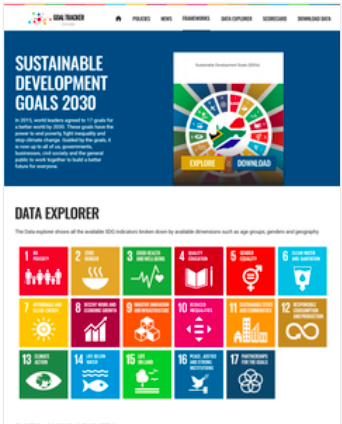 GOAL TRACKER
POLICIES NEWS FRAMEWORKS DATA EXPLORER SCORECARD DOWNLOAD DATA
SUSTAINABLE
DEVELOPMENT
GOALS 2030
In 2015, world leaders agreed to 17 goals for
a better world by 2030. These goals have the
power to end poverty, fight inequality and
stop climate change. Guided by the goals, it
is now up to all of us, governments,
businesses, civil society and the general
public to work together to build a better
future for everyone.
Sustainable Development Goals (SDGs)
EXPLORE DOWNLOAD
DATA EXPLORER
The Data explorer shows all the available SDG indicators broken down by available dimensions such as age groups, genders and geography
1 NO
POVERTY
2 ZERO
HUNGER
3 GOOD HEALTH
AND WELL-BEING
4 QUALITY
EDUCATION
5 GENDER
EQUALITY
6 CLEAN WATER
AND SANITATION
7 AFFORDABLE AND
CLEAN ENERGY
8 DECENT WORK AND
ECONOMIC GROWTH
9 INDUSTRY, INNOVATION
AND INFRASTRUCTURE
10 REDUCED
INEQUALITIES
11 SUSTAINABLE CITIES
AND COMMUNITIES
12 RESPONSIBLE
CONSUMPTION
AND PRODUCTION
13 CLIMATE
ACTION
14 LIFE BELOW
WATER
15 LIFE
ON LAND
16 PEACE, JUSTICE
AND STRONG
INSTITUTIONS
17 PARTNERSHIPS
FOR THE GOALS